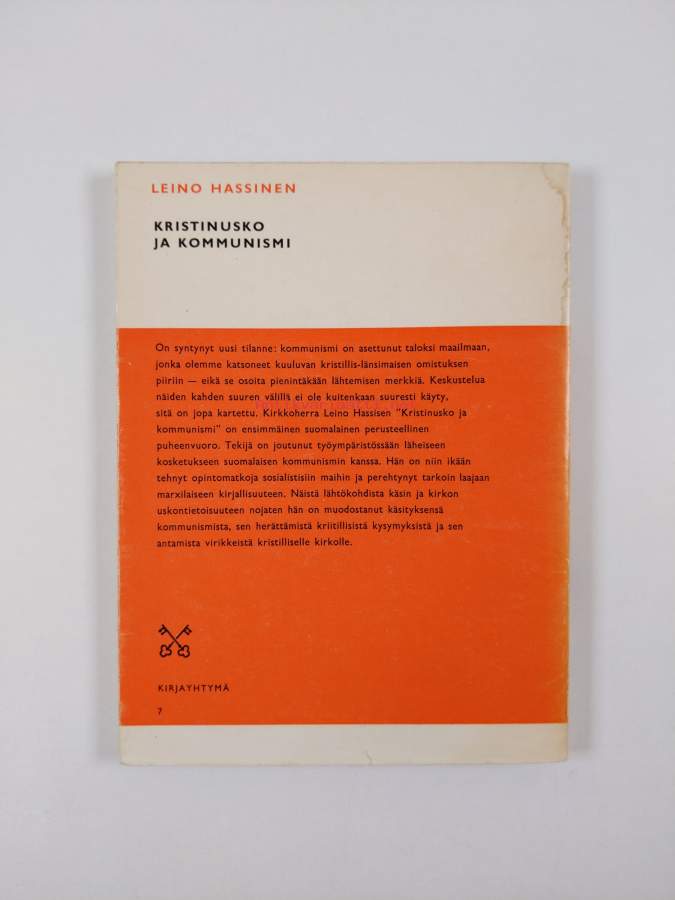 LEINO HASSINEN
KRISTINUSKO
JA KOMMUNISMI
On syntynyt uusi tilanne: kommunismi on asettunut taloksi maailmaan,
jonka olemme katsoneet kuuluvan kristillis-länsimaisen omistuksen
piiriin — eikä se osoita pienintäkään lähtemisen merkkiä. Keskustelua
näiden kahden suuren välillä ei ole kuitenkaan suuresti käyty,
sitä on jopa kartettu. Kirkkoherra Leino Hassisen "Kristinusko ja
kommunismi" on ensimmäinen suomalainen perusteellinen
puheenvuoro. Tekijä on joutunut työympäristössään läheiseen
kosketukseen suomalaisen kommunismin kanssa. Hän on niin ikään
tehnyt opintomatkoja sosialistisiin maihin ja perehtynyt tarkoin laajaan
marxilaiseen kirjallisuuteen. Näistä lähtökohdista käsin ja kirkon
uskontietoisuuteen nojaten hän on muodostanut käsityksensä
kommunismista, sen herättämistä kriitillisistä kysymyksistä ja sen
antamista virikkeistä kristilliselle kirkolle.
KIRJAYHTYMÄ
7